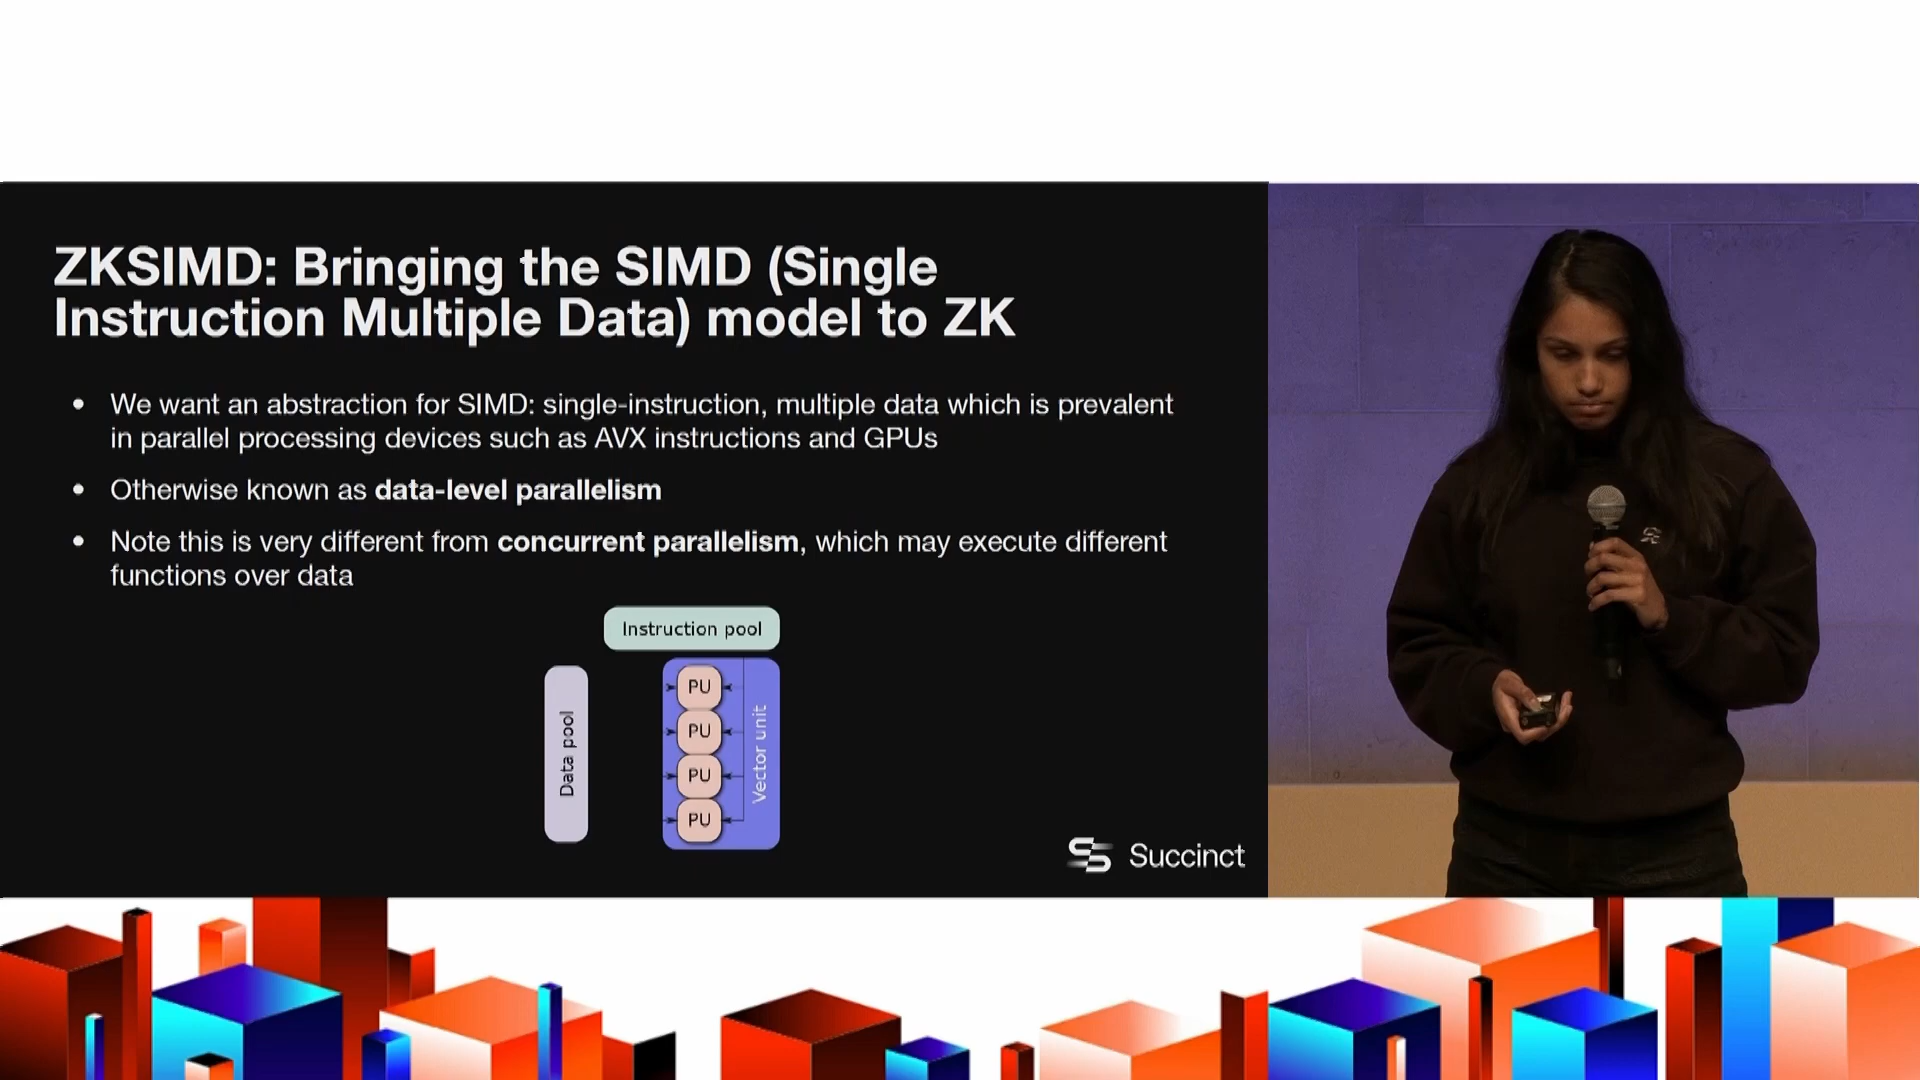 ZKSIMD: Bringing the SIMD (Single
Instruction Multiple Data) model to ZK
• We want an abstraction for SIMD: single-instruction, multiple data which is prevalent
in parallel processing devices such as AVX instructions and GPUs
• Otherwise known as data-level parallelism
• Note this is very different from concurrent parallelism, which may execute different
functions over data
Instruction pool
Data pool
PU
PU
PU
PU
Vector unit
Succinct